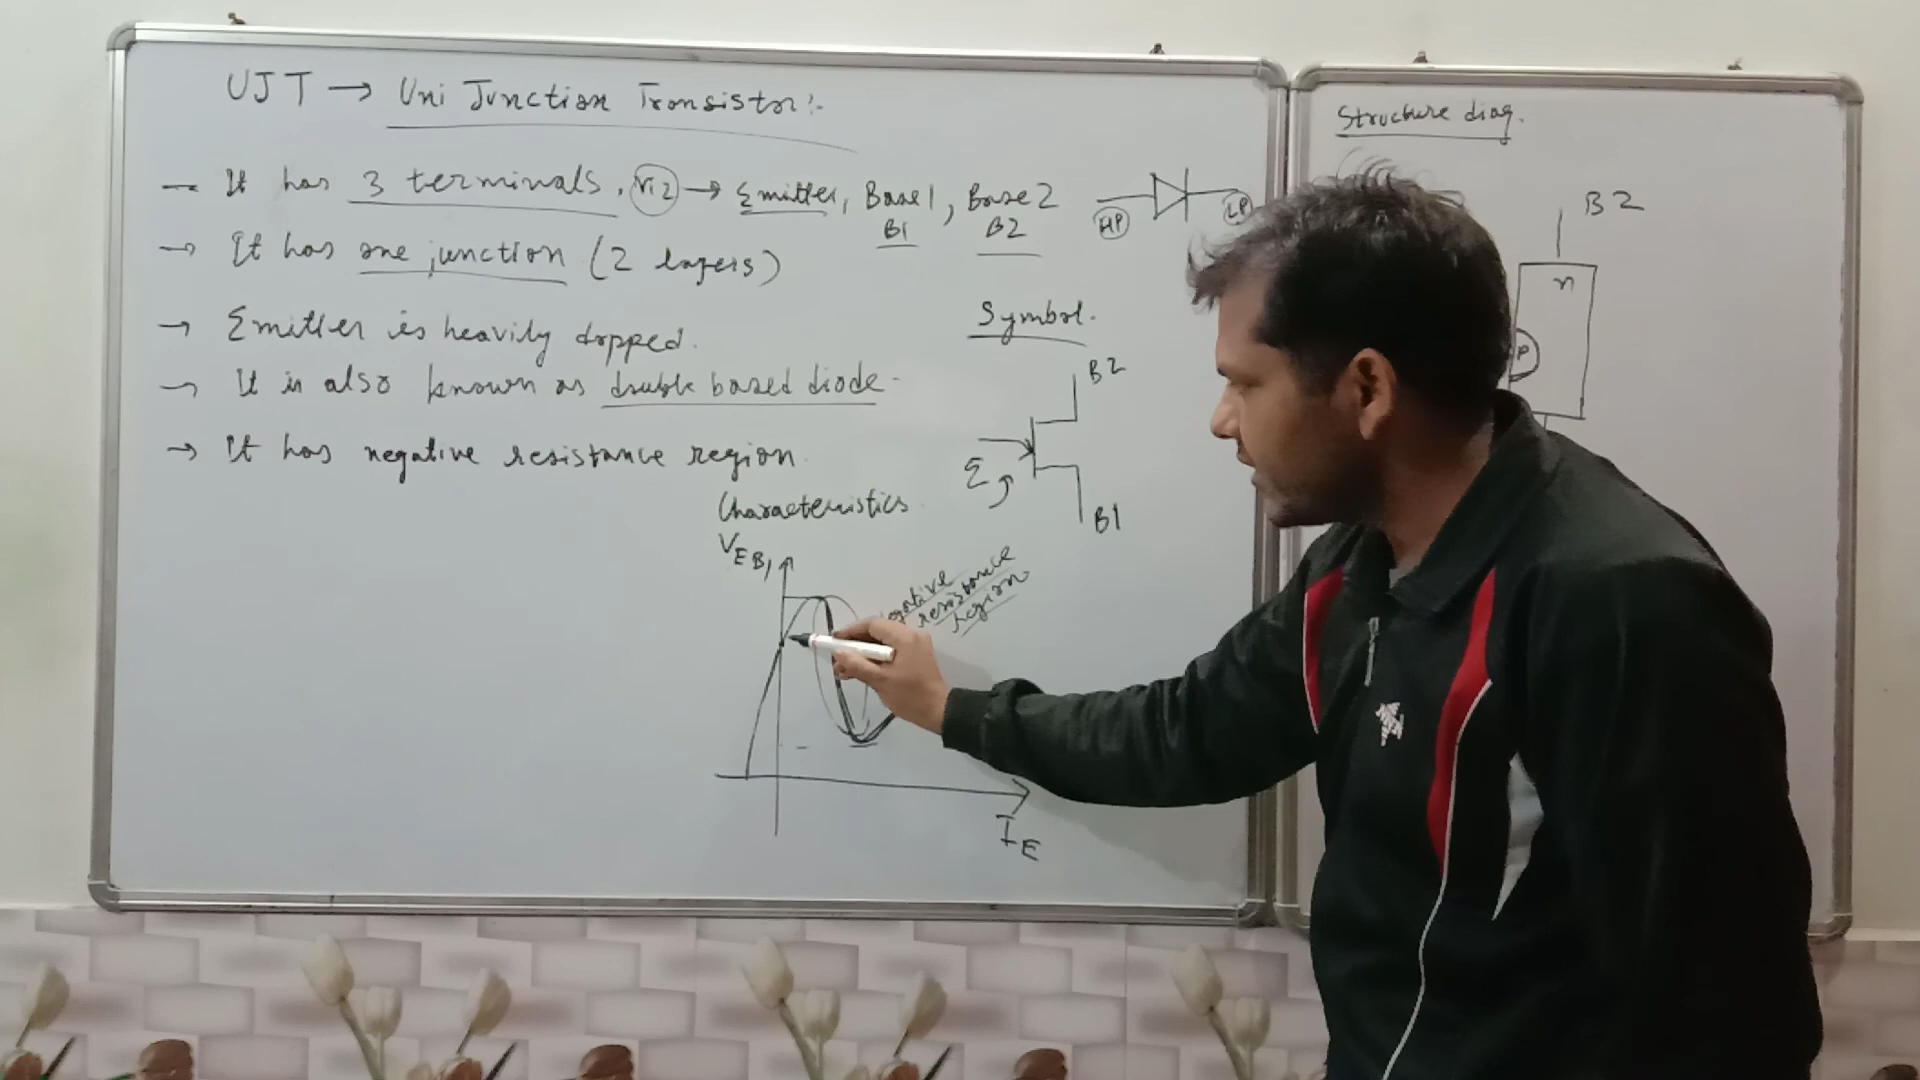 UJT → Uni Junction Transistor:-
— It has 3 terminals. viz → Emitter, Base1, Base2
B1 B2
→ It has one junction (2 layers)
→ Emitter is heavily dopped.
→ It is also known as double based diode.
→ It has negative resistance region.
HP LP
Symbol.
B2
E
B1
Characteristics
VEB1
resistance
region
IE
Structure diag.
B2
n
P